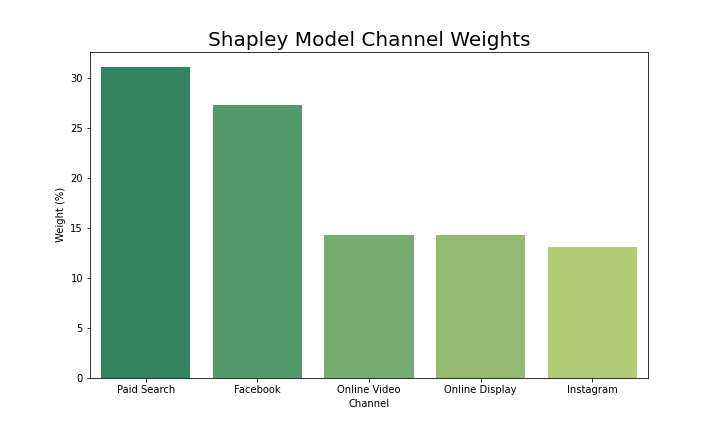 Shapley Model Channel Weights
30
25
20
15
10
5
0
Weight (%)
Paid Search Facebook Online Video Online Display Instagram
Channel